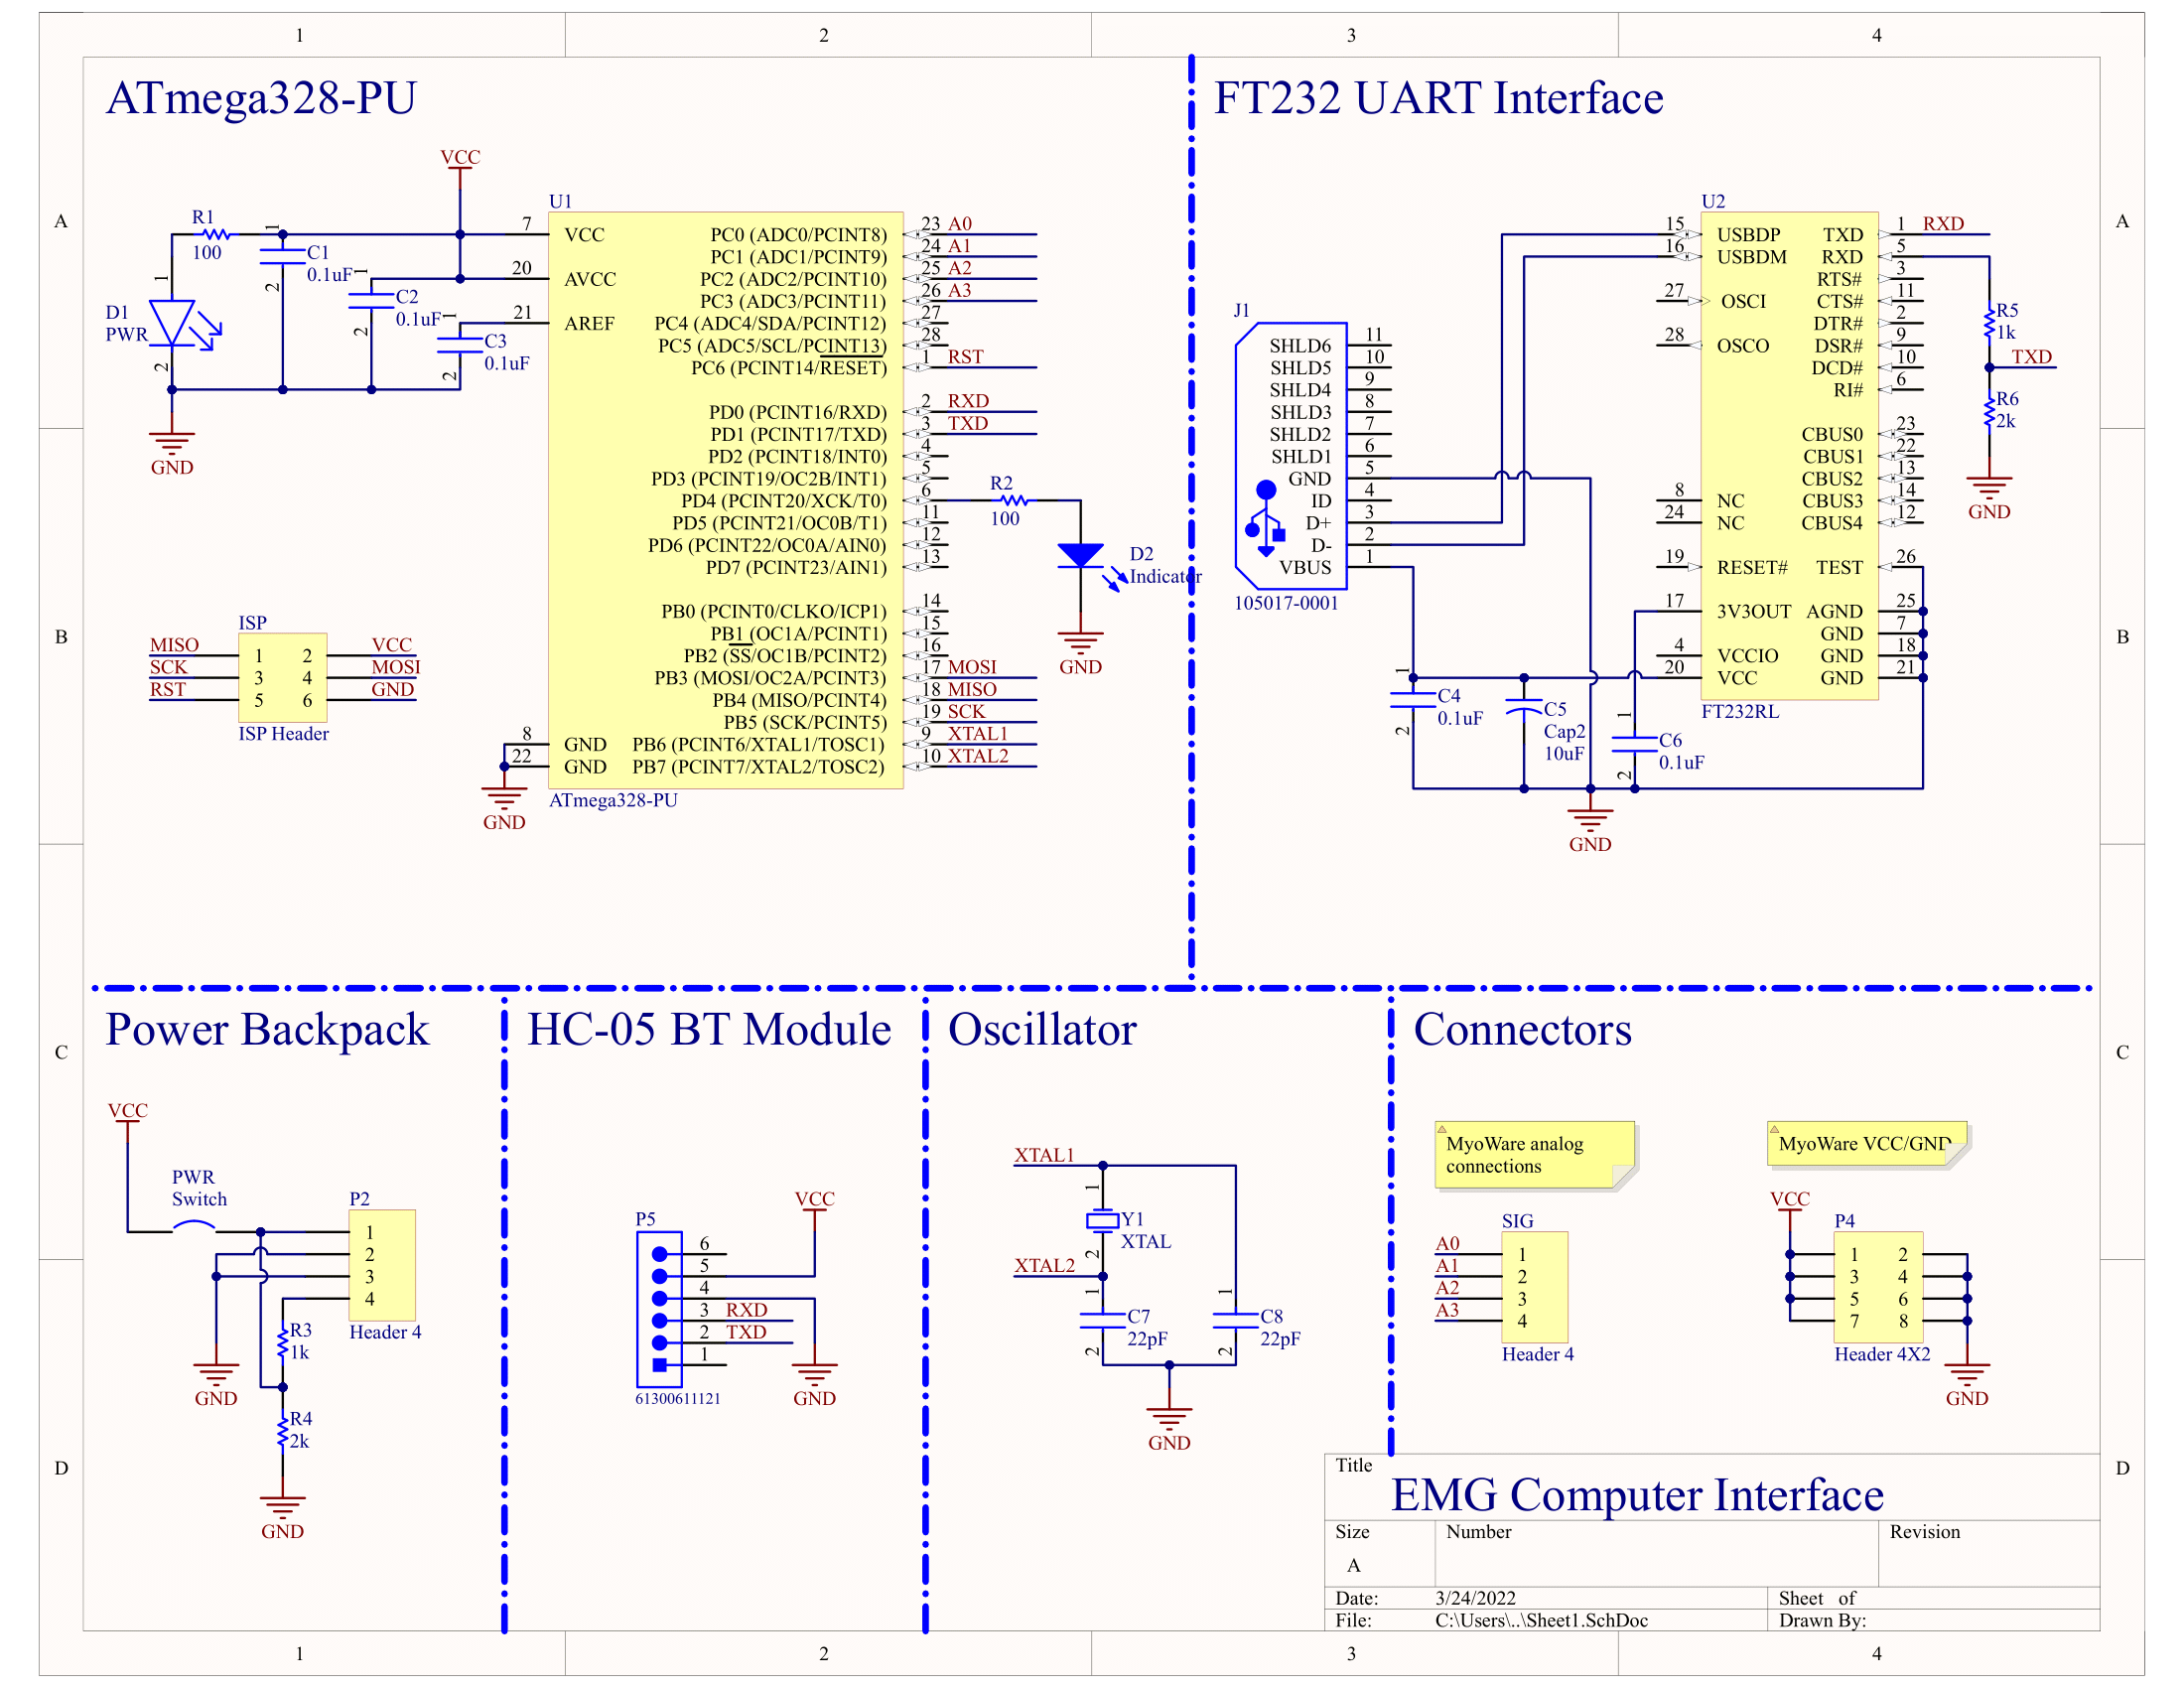 1 2 3 4
ATmega328-PU
FT232 UART Interface
A
A
B
B
C
C
D
D
VCC
R1
100
1
C1
0.1uF
2
1
C2
0.1uF
2
1
C3
0.1uF
2
1
D1
PWR
2
GND
U1
7 VCC
20 AVCC
21 AREF
8 GND
22 GND
GND
PC0 (ADC0/PCINT8) 23 A0
PC1 (ADC1/PCINT9) 24 A1
PC2 (ADC2/PCINT10) 25 A2
PC3 (ADC3/PCINT11) 26 A3
PC4 (ADC4/SDA/PCINT12) 27
PC5 (ADC5/SCL/PCINT13) 28
PC6 (PCINT14/RESET) 1 RST
PD0 (PCINT16/RXD) 2 RXD
PD1 (PCINT17/TXD) 3 TXD
PD2 (PCINT18/INT0) 4
PD3 (PCINT19/OC2B/INT1) 5
PD4 (PCINT20/XCK/T0) 6
PD5 (PCINT21/OC0B/T1) 11
PD6 (PCINT22/OC0A/AIN0) 12
PD7 (PCINT23/AIN1) 13
PB0 (PCINT0/CLKO/ICP1) 14
PB1 (OC1A/PCINT1) 15
PB2 (SS/OC1B/PCINT2) 16
PB3 (MOSI/OC2A/PCINT3) 17 MOSI
PB4 (MISO/PCINT4) 18 MISO
PB5 (SCK/PCINT5) 19 SCK
PB6 (PCINT6/XTAL1/TOSC1) 9 XTAL1
PB7 (PCINT7/XTAL2/TOSC2) 10 XTAL2
ATmega328-PU
R2
100
D2
Indicator
GND
ISP
MISO 1 2 VCC
SCK 3 4 MOSI
RST 5 6 GND
ISP Header
J1
SHLD6 11
SHLD5 10
SHLD4 9
SHLD3 8
SHLD2 7
SHLD1 6
GND 5
ID 4
D+ 3
D- 2
VBUS 1
105017-0001
1
C4
0.1uF
2
C5
Cap2
10uF
1
C6
0.1uF
2
GND
U2
15 USBDP TXD 1 RXD
16 USBDM RXD 5
RTS# 3
27 OSCI CTS# 11
DTR# 2
28 OSCO DSR# 9
DCD# 10
RI# 6
CBUS0 23
CBUS1 22
CBUS2 13
8 NC CBUS3 14
24 NC CBUS4 12
19 RESET# TEST 26
17 3V3OUT AGND 25
GND 7
4 VCCIO GND 18
20 VCC GND 21
FT232RL
R5
1k
TXD
R6
2k
GND
Power Backpack
VCC
PWR
Switch
P2
1
2
3
4
Header 4
R3
1k
GND
R4
2k
GND
HC-05 BT Module
VCC
P5
6
5
4
3 RXD
2 TXD
1
61300611121
GND
Oscillator
XTAL1
1
Y1
XTAL
2
XTAL2
1
C7
22pF
2
1
C8
22pF
2
GND
Connectors
MyoWare analog
connections
SIG
A0 1
A1 2
A2 3
A3 4
Header 4
MyoWare VCC/GND
VCC
P4
1 2
3 4
5 6
7 8
Header 4X2
GND
Title
EMG Computer Interface
Size Number Revision
A
Date: 3/24/2022 Sheet of
File: C:\Users\..\Sheet1.SchDoc Drawn By:
1 2 3 4